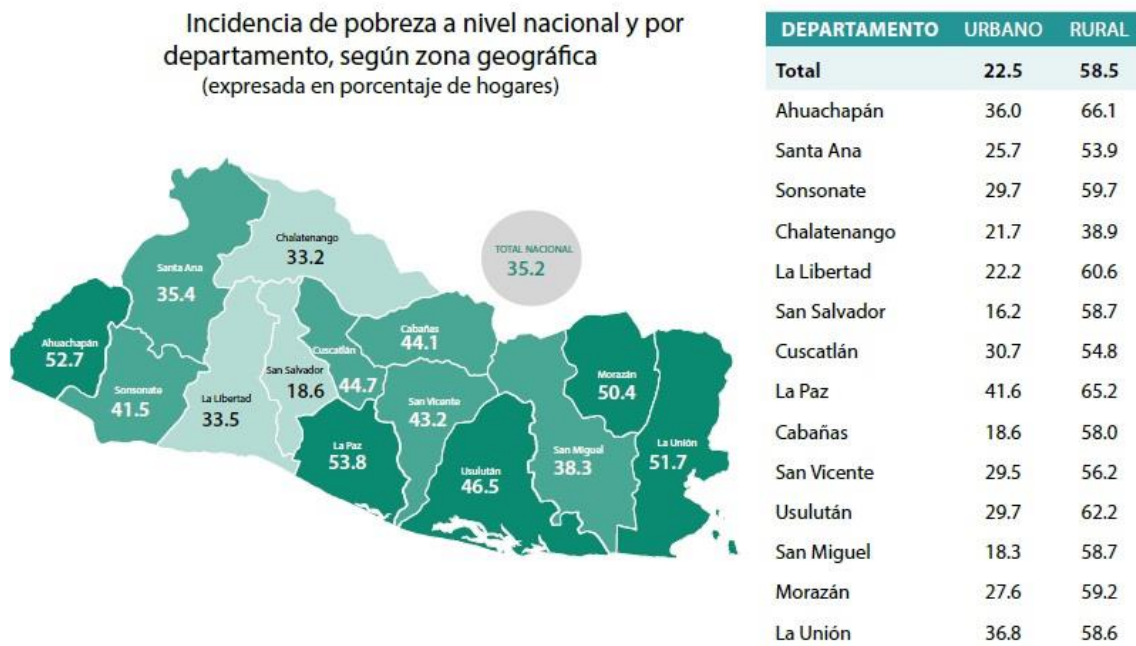 Incidencia de pobreza a nivel nacional y por
departamento, según zona geográfica
(expresada en porcentaje de hogares)
Chalatenango
33.2
TOTAL NACIONAL
35.2
Santa Ana
35.4
Ahuachapán
52.7
Sonsonate
41.5
La Libertad
33.5
San Salvador
18.6
Cuscatlán
44.7
Cabañas
44.1
San Vicente
43.2
La Paz
53.8
Usulután
46.5
San Miguel
38.3
Morazán
50.4
La Unión
51.7
DEPARTAMENTO URBANO RURAL
Total 22.5 58.5
Ahuachapán 36.0 66.1
Santa Ana 25.7 53.9
Sonsonate 29.7 59.7
Chalatenango 21.7 38.9
La Libertad 22.2 60.6
San Salvador 16.2 58.7
Cuscatlán 30.7 54.8
La Paz 41.6 65.2
Cabañas 18.6 58.0
San Vicente 29.5 56.2
Usulután 29.7 62.2
San Miguel 18.3 58.7
Morazán 27.6 59.2
La Unión 36.8 58.6